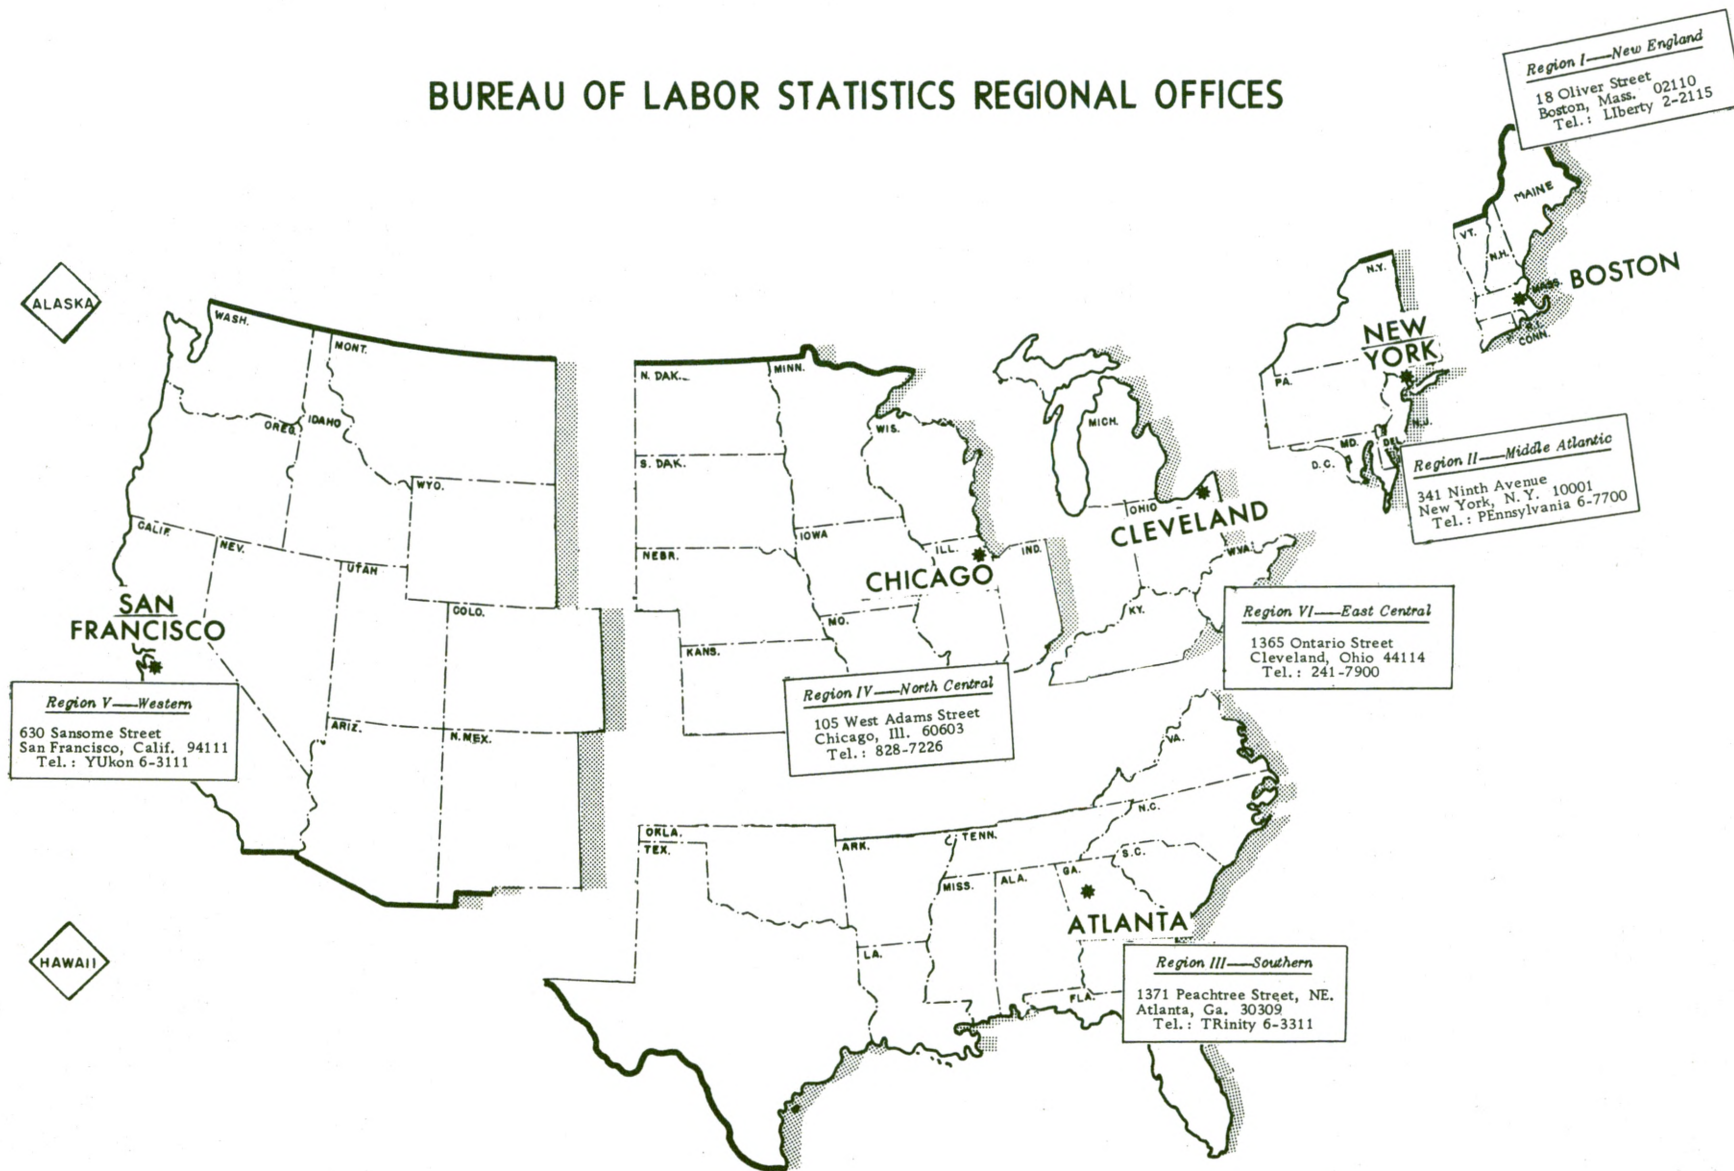 BUREAU OF LABOR STATISTICS REGIONAL OFFICES
Region I—New England
18 Oliver Street
Boston, Mass. 02110
Tel.: LIberty 2-2115
MAINE
VT.
N.H.
MASS.
BOSTON
R.I.
CONN.
N.Y.
NEW
YORK
PA.
N.J.
MD.
DEL.
D.C.
Region II—Middle Atlantic
341 Ninth Avenue
New York, N.Y. 10001
Tel.: PEnnsylvania 6-7700
ALASKA
WASH.
MONT.
OREG.
IDAHO
WYO.
CALIF.
NEV.
UTAH
COLO.
SAN
FRANCISCO
ARIZ.
N.MEX.
Region V—Western
630 Sansome Street
San Francisco, Calif. 94111
Tel.: YUkon 6-3111
HAWAII
N. DAK.
MINN.
WIS.
S. DAK.
IOWA
NEBR.
ILL.
IND.
CHICAGO
MO.
KANS.
Region IV—North Central
105 West Adams Street
Chicago, Ill. 60603
Tel.: 828-7226
MICH.
OHIO
CLEVELAND
W.VA.
KY.
Region VI—East Central
1365 Ontario Street
Cleveland, Ohio 44114
Tel.: 241-7900
VA.
N.C.
OKLA.
TEX.
ARK.
TENN.
S.C.
MISS.
ALA.
GA.
ATLANTA
LA.
FLA.
Region III—Southern
1371 Peachtree Street, NE.
Atlanta, Ga. 30309
Tel.: TRinity 6-3311